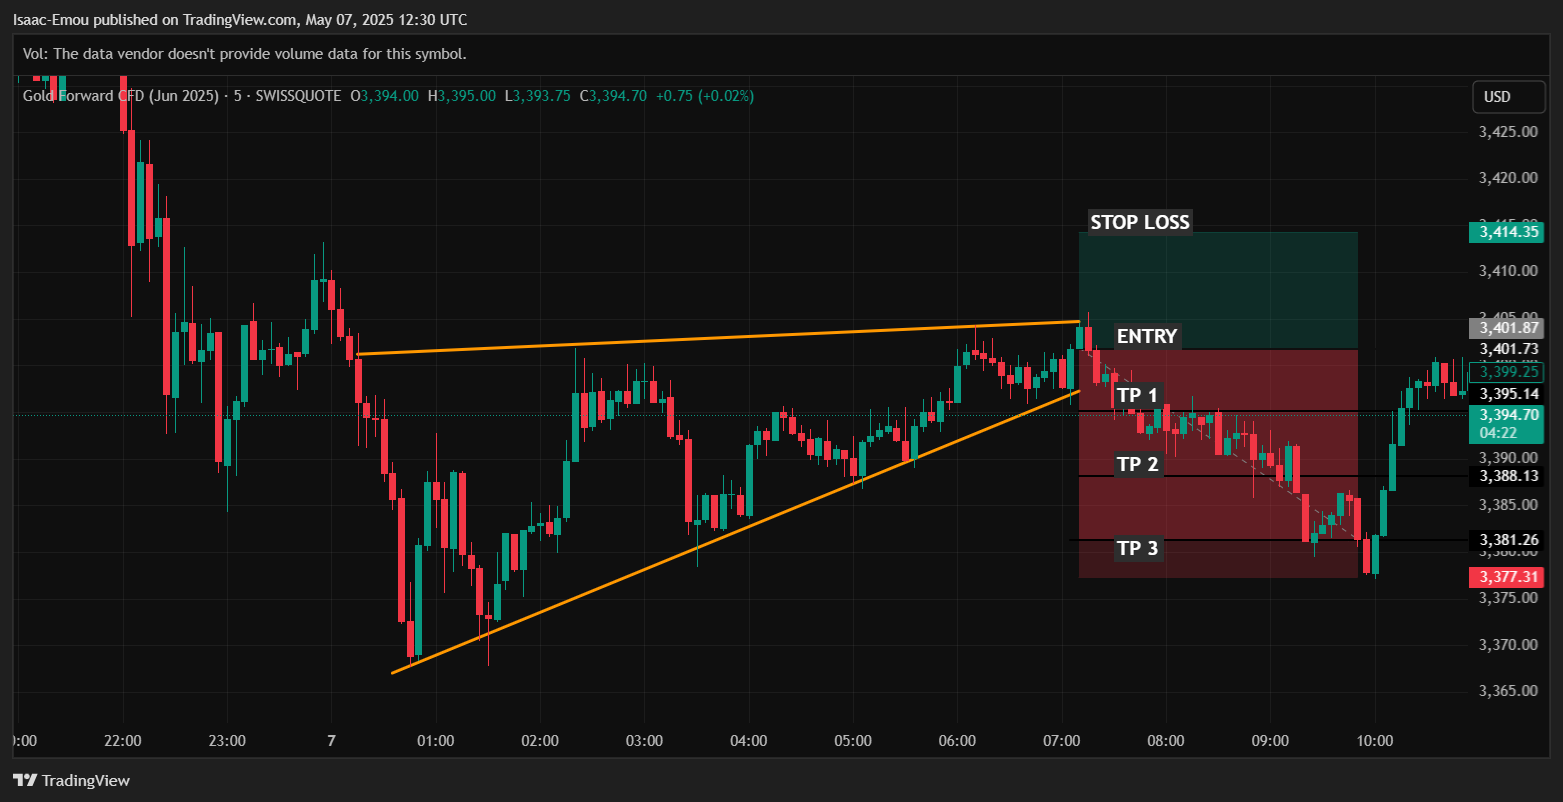 Isaac-Emou published on TradingView.com, May 07, 2025 12:30 UTC
Vol: The data vendor doesn't provide volume data for this symbol.
Gold Forward CFD (Jun 2025) · 5 · SWISSQUOTE O3,394.00 H3,395.00 L3,393.75 C3,394.70 +0.75 (+0.02%)
USD
3,425.00
3,420.00
STOP LOSS
3,414.35
3,410.00
3,405.00
3,401.87
ENTRY
3,401.73
3,399.25
TP 1
3,395.14
3,394.70
04:22
3,390.00
TP 2
3,388.13
3,385.00
3,381.26
TP 3
3,380.00
3,377.31
3,375.00
3,370.00
3,365.00
22:00 23:00 7 01:00 02:00 03:00 04:00 05:00 06:00 07:00 08:00 09:00 10:00
TradingView